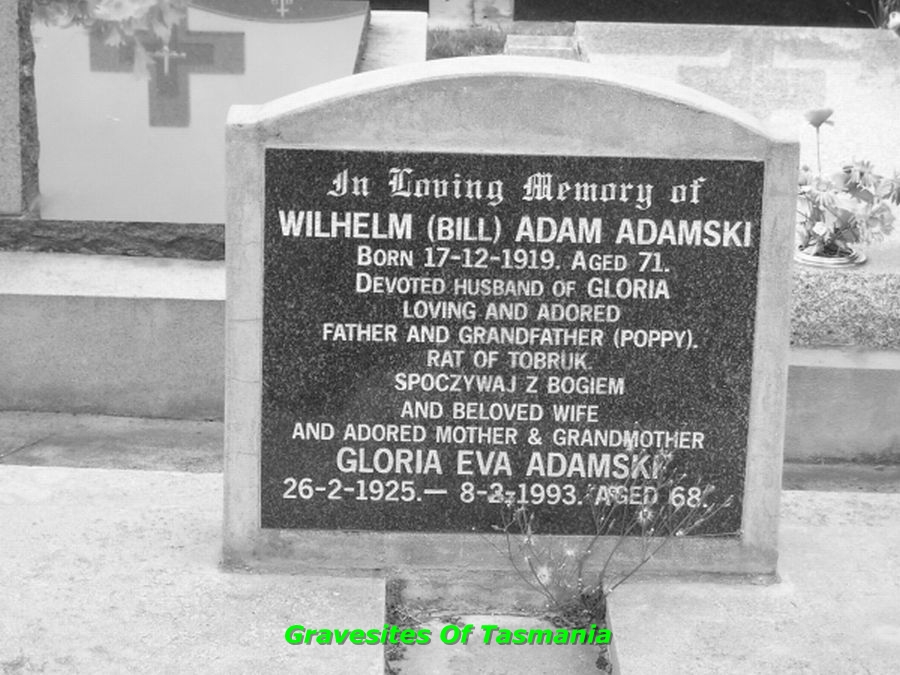 In Loving Memory of
WILHELM (BILL) ADAM ADAMSKI
BORN 17-12-1919. AGED 71.
DEVOTED HUSBAND OF GLORIA
LOVING AND ADORED
FATHER AND GRANDFATHER (POPPY).
RAT OF TOBRUK.
SPOCZYWAJ Z BOGIEM
AND BELOVED WIFE
AND ADORED MOTHER & GRANDMOTHER
GLORIA EVA ADAMSKI
26-2-1925.— 8-3-1993. AGED 68.
Gravesites Of Tasmania